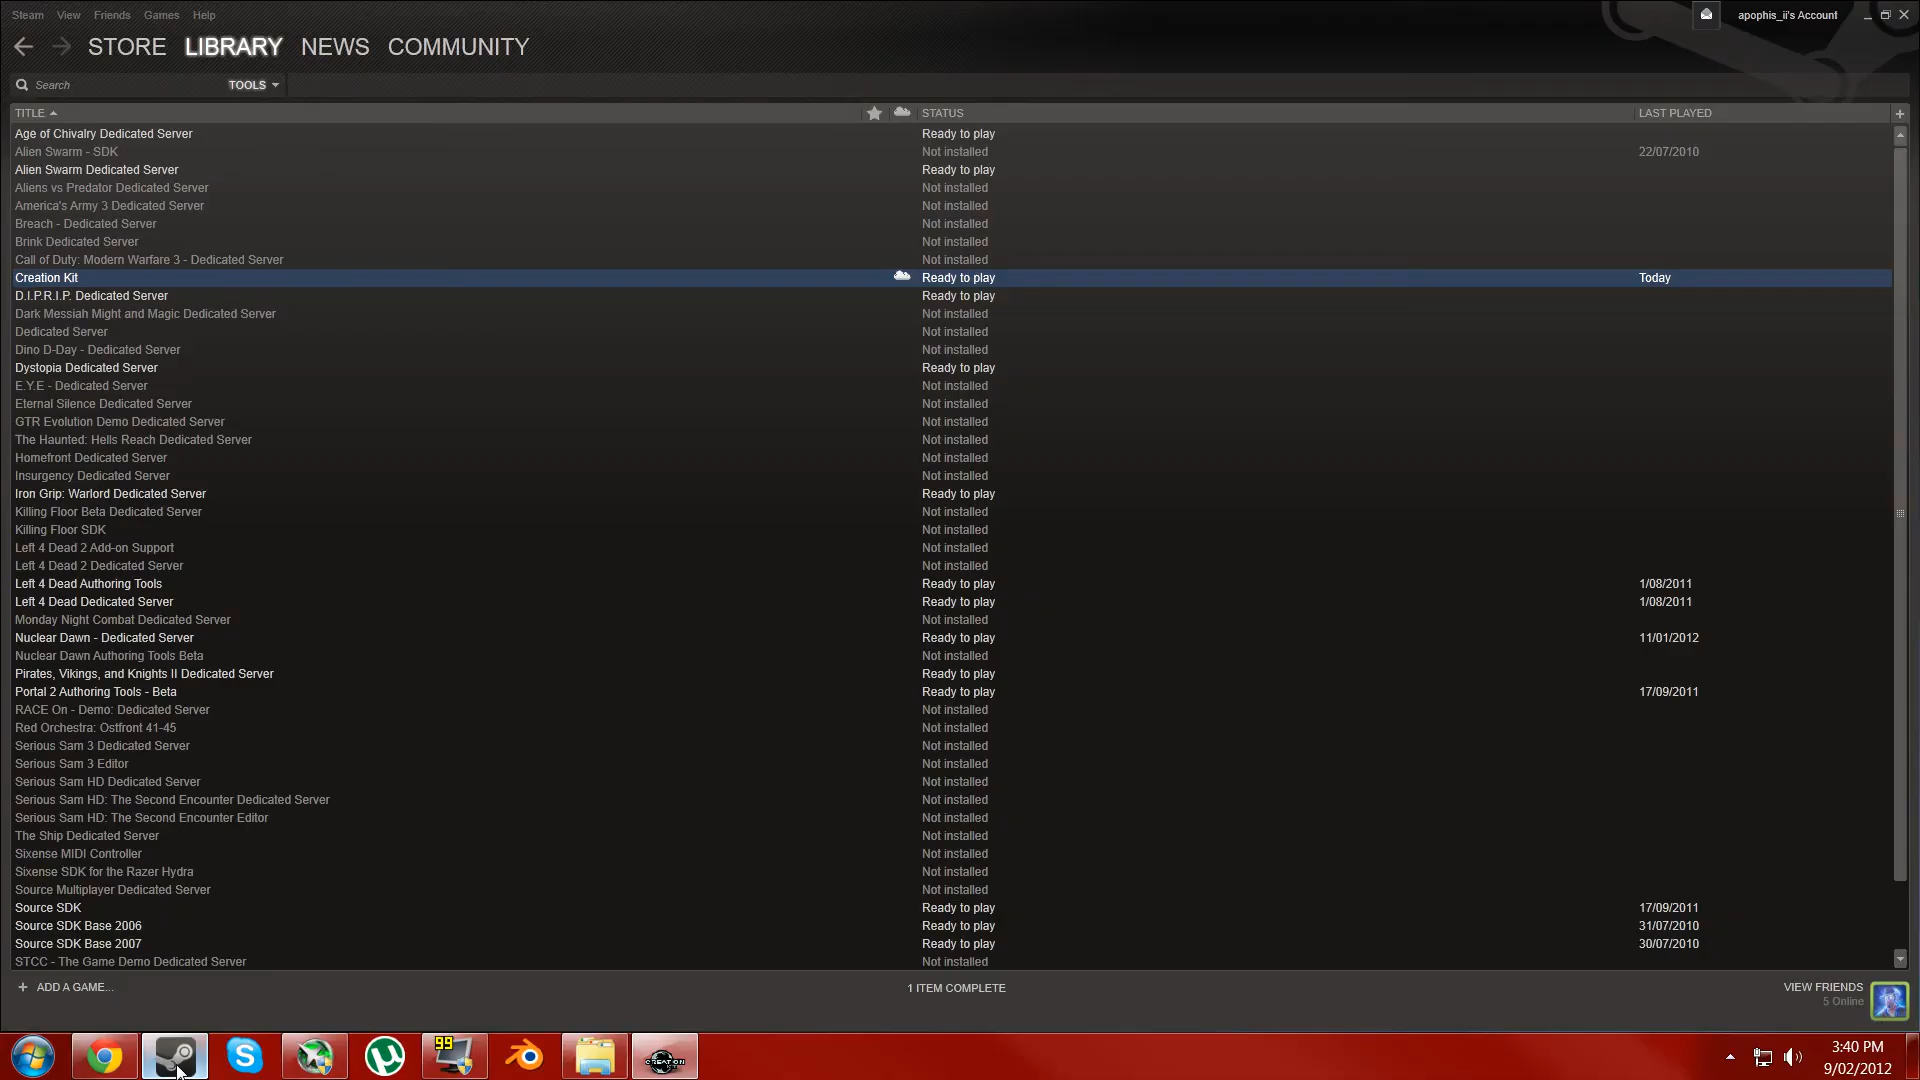 Steam View Friends Games Help
apophis_ii's Account
STORE LIBRARY NEWS COMMUNITY
Search TOOLS
TITLE STATUS LAST PLAYED
Age of Chivalry Dedicated Server Ready to play
Alien Swarm - SDK Not installed 22/07/2010
Alien Swarm Dedicated Server Ready to play
Aliens vs Predator Dedicated Server Not installed
America's Army 3 Dedicated Server Not installed
Breach - Dedicated Server Not installed
Brink Dedicated Server Not installed
Call of Duty: Modern Warfare 3 - Dedicated Server Not installed
Creation Kit Ready to play Today
D.I.P.R.I.P. Dedicated Server Ready to play
Dark Messiah Might and Magic Dedicated Server Not installed
Dedicated Server Not installed
Dino D-Day - Dedicated Server Not installed
Dystopia Dedicated Server Ready to play
E.Y.E - Dedicated Server Not installed
Eternal Silence Dedicated Server Not installed
GTR Evolution Demo Dedicated Server Not installed
The Haunted: Hells Reach Dedicated Server Not installed
Homefront Dedicated Server Not installed
Insurgency Dedicated Server Not installed
Iron Grip: Warlord Dedicated Server Ready to play
Killing Floor Beta Dedicated Server Not installed
Killing Floor SDK Not installed
Left 4 Dead 2 Add-on Support Not installed
Left 4 Dead 2 Dedicated Server Not installed
Left 4 Dead Authoring Tools Ready to play 1/08/2011
Left 4 Dead Dedicated Server Ready to play 1/08/2011
Monday Night Combat Dedicated Server Not installed
Nuclear Dawn - Dedicated Server Ready to play 11/01/2012
Nuclear Dawn Authoring Tools Beta Not installed
Pirates, Vikings, and Knights II Dedicated Server Ready to play
Portal 2 Authoring Tools - Beta Ready to play 17/09/2011
RACE On - Demo: Dedicated Server Not installed
Red Orchestra: Ostfront 41-45 Not installed
Serious Sam 3 Dedicated Server Not installed
Serious Sam 3 Editor Not installed
Serious Sam HD Dedicated Server Not installed
Serious Sam HD: The Second Encounter Dedicated Server Not installed
Serious Sam HD: The Second Encounter Editor Not installed
The Ship Dedicated Server Not installed
Sixense MIDI Controller Not installed
Sixense SDK for the Razer Hydra Not installed
Source Multiplayer Dedicated Server Not installed
Source SDK Ready to play 17/09/2011
Source SDK Base 2006 Ready to play 31/07/2010
Source SDK Base 2007 Ready to play 30/07/2010
STCC - The Game Demo Dedicated Server Not installed
+ ADD A GAME... 1 ITEM COMPLETE VIEW FRIENDS
5 Online
99
CREATION
3:40 PM
9/02/2012